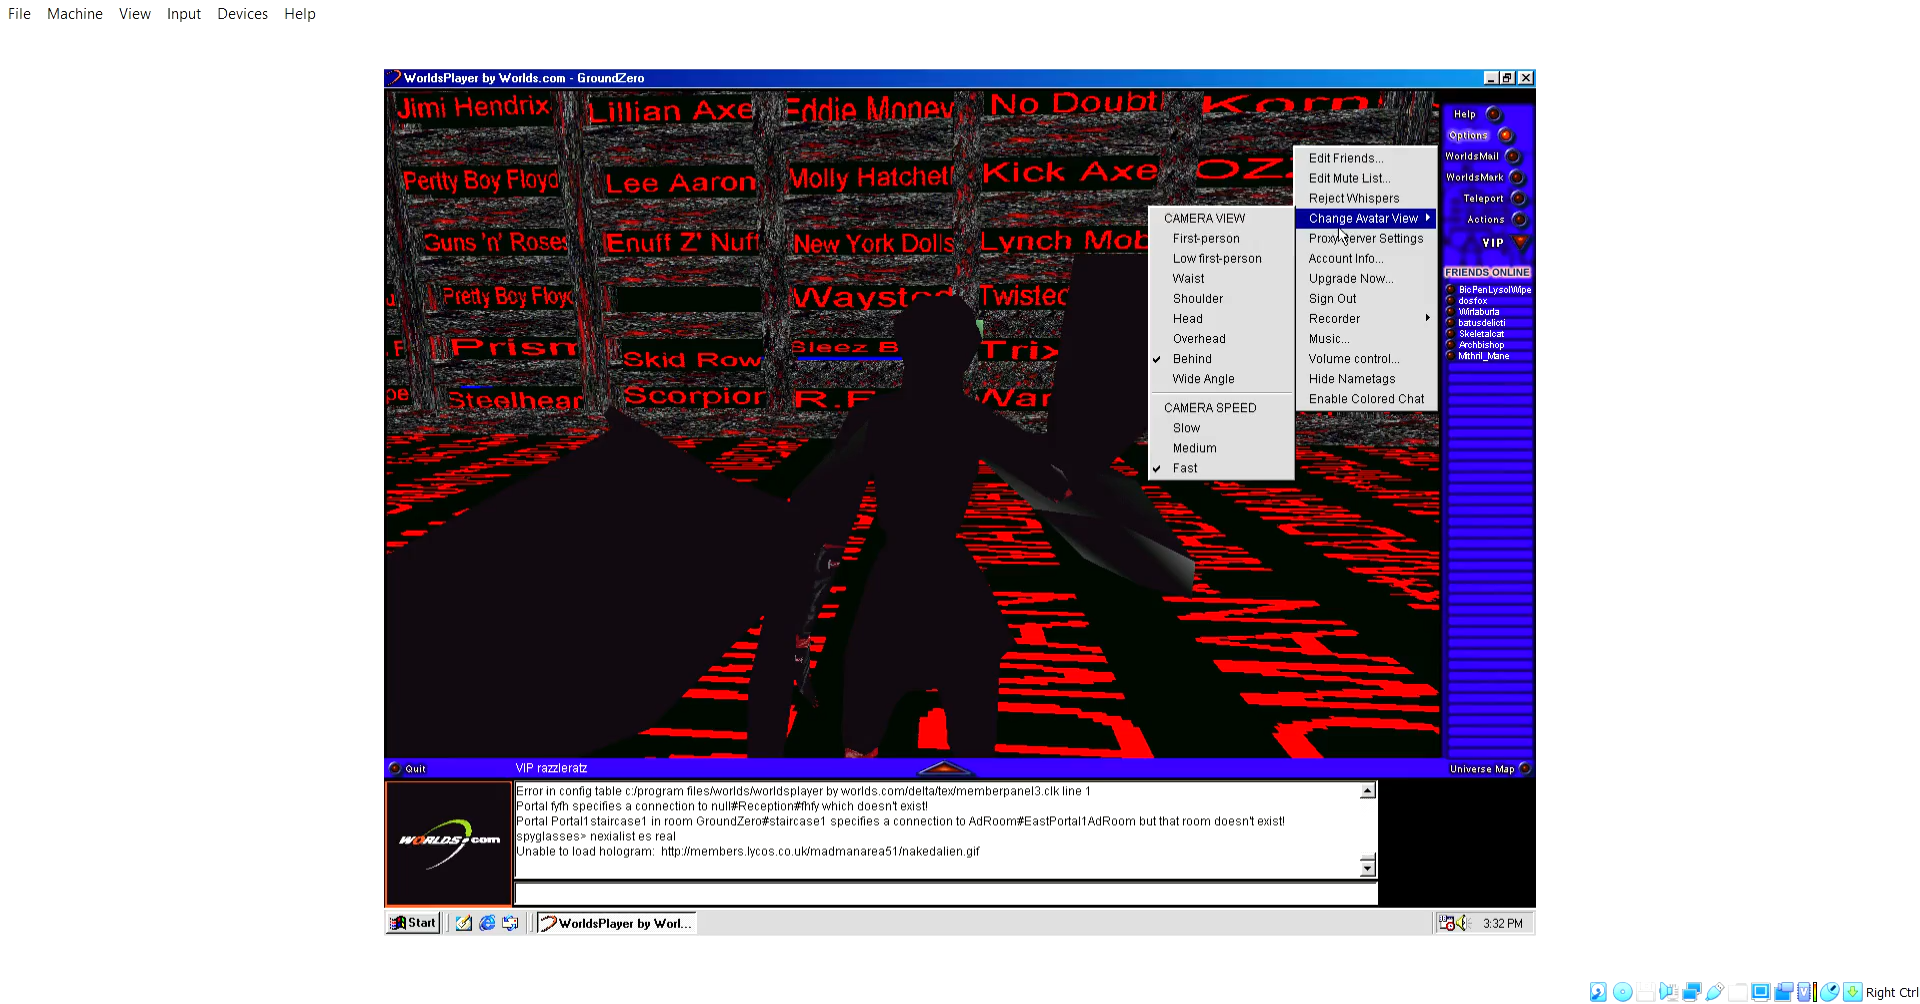 File Machine View Input Devices Help
WorldsPlayer by Worlds.com - GroundZero
Jimi Hendrix Lillian Axe Eddie Money No Doubt Korn
Pertty Boy Floyd Lee Aaron Molly Hatchet Kick Axe
Guns 'n' Roses Enuff Z' Nuff New York Dolls Lynch Mob
Pretty Boy Floyd Waysted Twisted
Prism Skid Row Sleez B Trix
Steelhear Scorpion R.E War
Help
Options
WorldsMail
WorldsMark
Teleport
Actions
VIP
FRIENDS ONLINE
BicPenLysolWipe
dosfox
Wirlaburla
batusdelicti
Skeletalcat
Archbishop
Mithril_Mane
Edit Friends...
Edit Mute List...
Reject Whispers
Change Avatar View
Proxy Server Settings
Account Info...
Upgrade Now...
Sign Out
Recorder
Music...
Volume control...
Hide Nametags
Enable Colored Chat
CAMERA VIEW
First-person
Low first-person
Waist
Shoulder
Head
Overhead
Behind
Wide Angle
CAMERA SPEED
Slow
Medium
Fast
Quit VIP razzleratz Universe Map
WORLDS.com
Error in config table c:/program files/worlds/worldsplayer by worlds.com/delta/tex/memberpanel3.clk line 1
Portal fyfh specifies a connection to null#Reception#fhfy which doesn't exist!
Portal Portal1staircase1 in room GroundZero#staircase1 specifies a connection to AdRoom#EastPortal1AdRoom but that room doesn't exist!
spyglasses> nexialist es real
Unable to load hologram: http://members.lycos.co.uk/madmanarea51/nakedalien.gif
Start WorldsPlayer by Worl... 3:32 PM
Right Ctrl